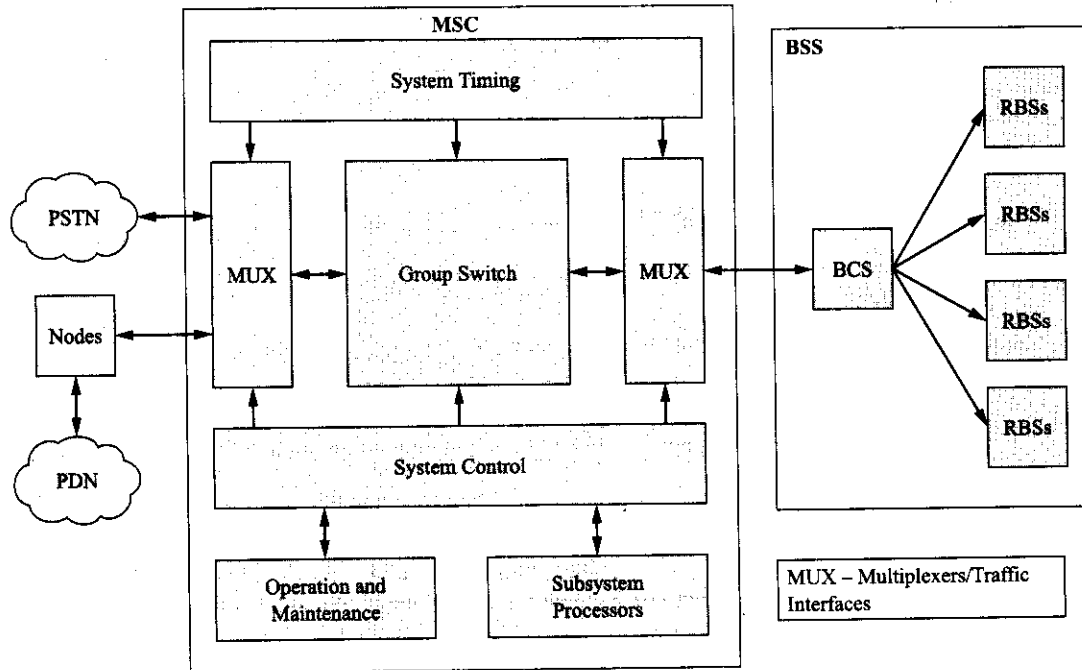 MSC
System Timing
BSS
RBSs
RBSs
RBSs
RBSs
PSTN
MUX
Group Switch
MUX
BCS
Nodes
PDN
System Control
Operation and
Maintenance
Subsystem
Processors
MUX – Multiplexers/Traffic
Interfaces